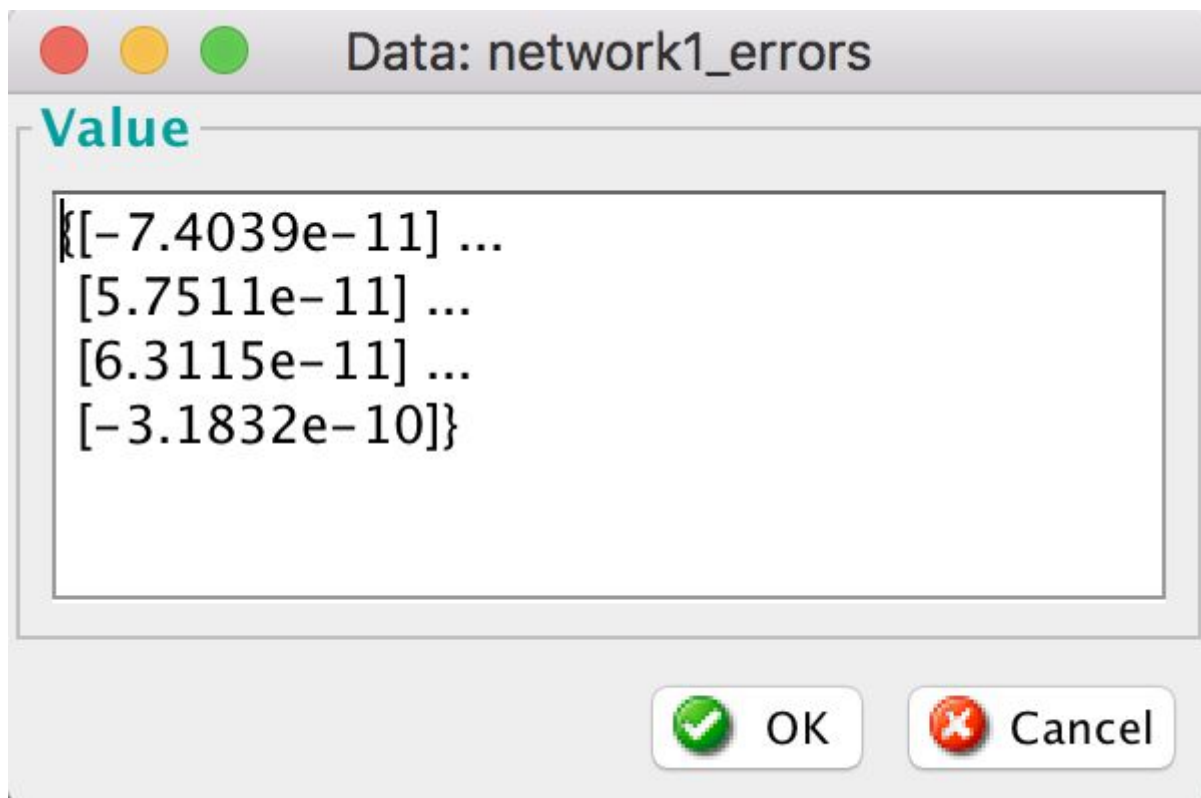 Data: network1_errors
Value
{[-7.4039e-11] ...
[5.7511e-11] ...
[6.3115e-11] ...
[-3.1832e-10]}
OK Cancel